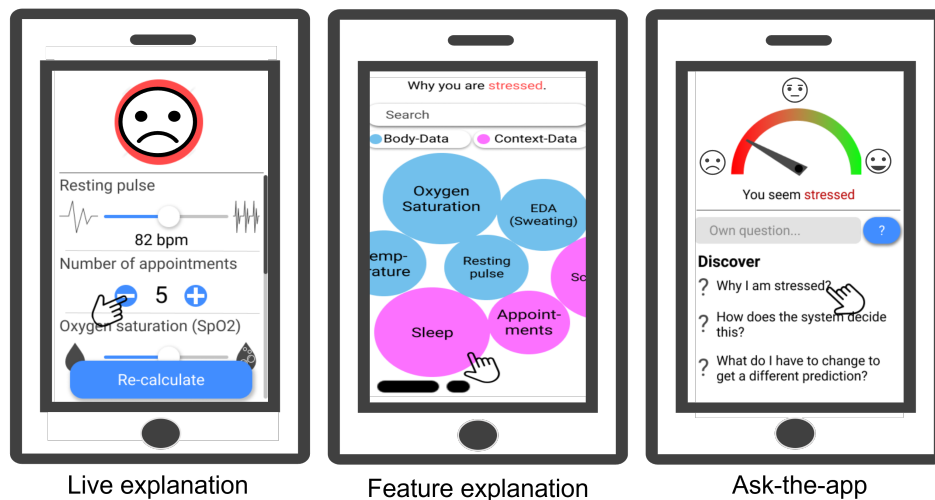 Resting pulse
82 bpm
Number of appointments
5
Oxygen saturation (SpO2)
Re-calculate
Live explanation
Why you are stressed.
Search
Body-Data
Context-Data
Oxygen
Saturation
EDA
(Sweating)
emp-
rature
Resting
pulse
Sc
Sleep
Appoint-
ments
Feature explanation
You seem stressed
Own question...
?
Discover
? Why I am stressed?
? How does the system decide
this?
? What do I have to change to
get a different prediction?
Ask-the-app